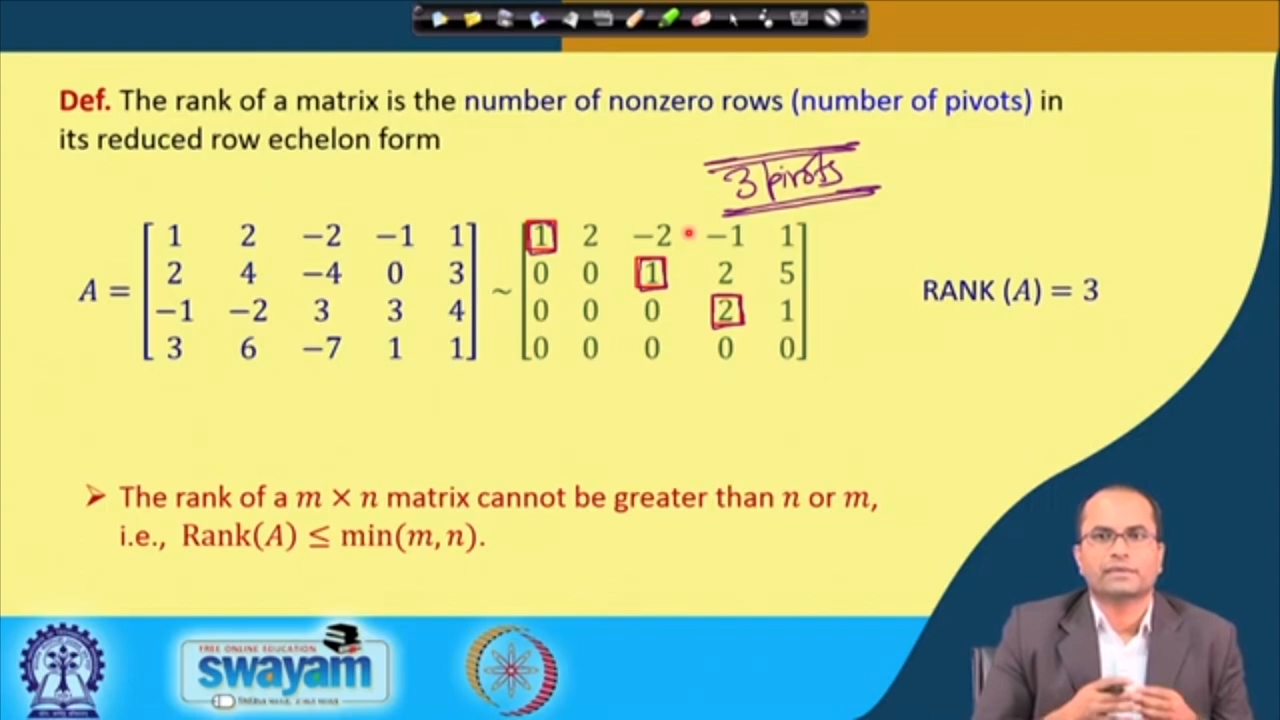 Def. The rank of a matrix is the number of nonzero rows (number of pivots) in
its reduced row echelon form
3 pivots
A = [1 2 −2 −1 1] ~ [1 2 −2 −1 1]
[2 4 −4 0 3] [0 0 1 2 5]
[−1 −2 3 3 4] [0 0 0 2 1]
[3 6 −7 1 1] [0 0 0 0 0]
RANK (A) = 3
➤ The rank of a m × n matrix cannot be greater than n or m,
i.e., Rank(A) ≤ min(m, n).
FREE ONLINE EDUCATION
swayam